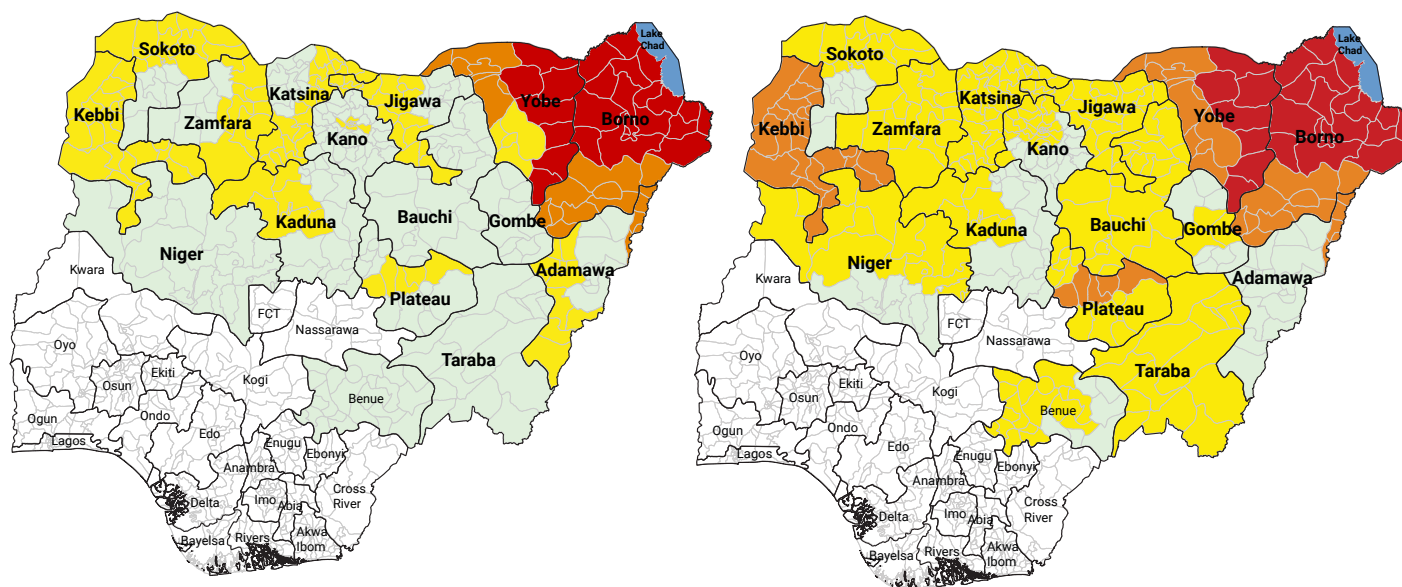 Lake
Chad
Sokoto
Katsina
Jigawa
Yobe
Borno
Kebbi
Zamfara
Kano
Kaduna
Bauchi
Gombe
Niger
Adamawa
Kwara
Plateau
FCT
Nassarawa
Oyo
Taraba
Osun
Ekiti
Kogi
Benue
Ogun
Ondo
Edo
Lagos
Enugu
Ebonyi
Anambra
Delta
Imo
Abia
Cross
River
Bayelsa
Rivers
Akwa
Ibom
Lake
Chad
Sokoto
Katsina
Jigawa
Yobe
Kebbi
Zamfara
Borno
Kano
Bauchi
Kaduna
Gombe
Niger
Adamawa
Kwara
Plateau
FCT
Nassarawa
Oyo
Taraba
Osun
Ekiti
Kogi
Benue
Ogun
Ondo
Edo
Lagos
Enugu
Ebonyi
Anambra
Delta
Imo
Abia
Cross
River
Bayelsa
Rivers
Akwa
Ibom